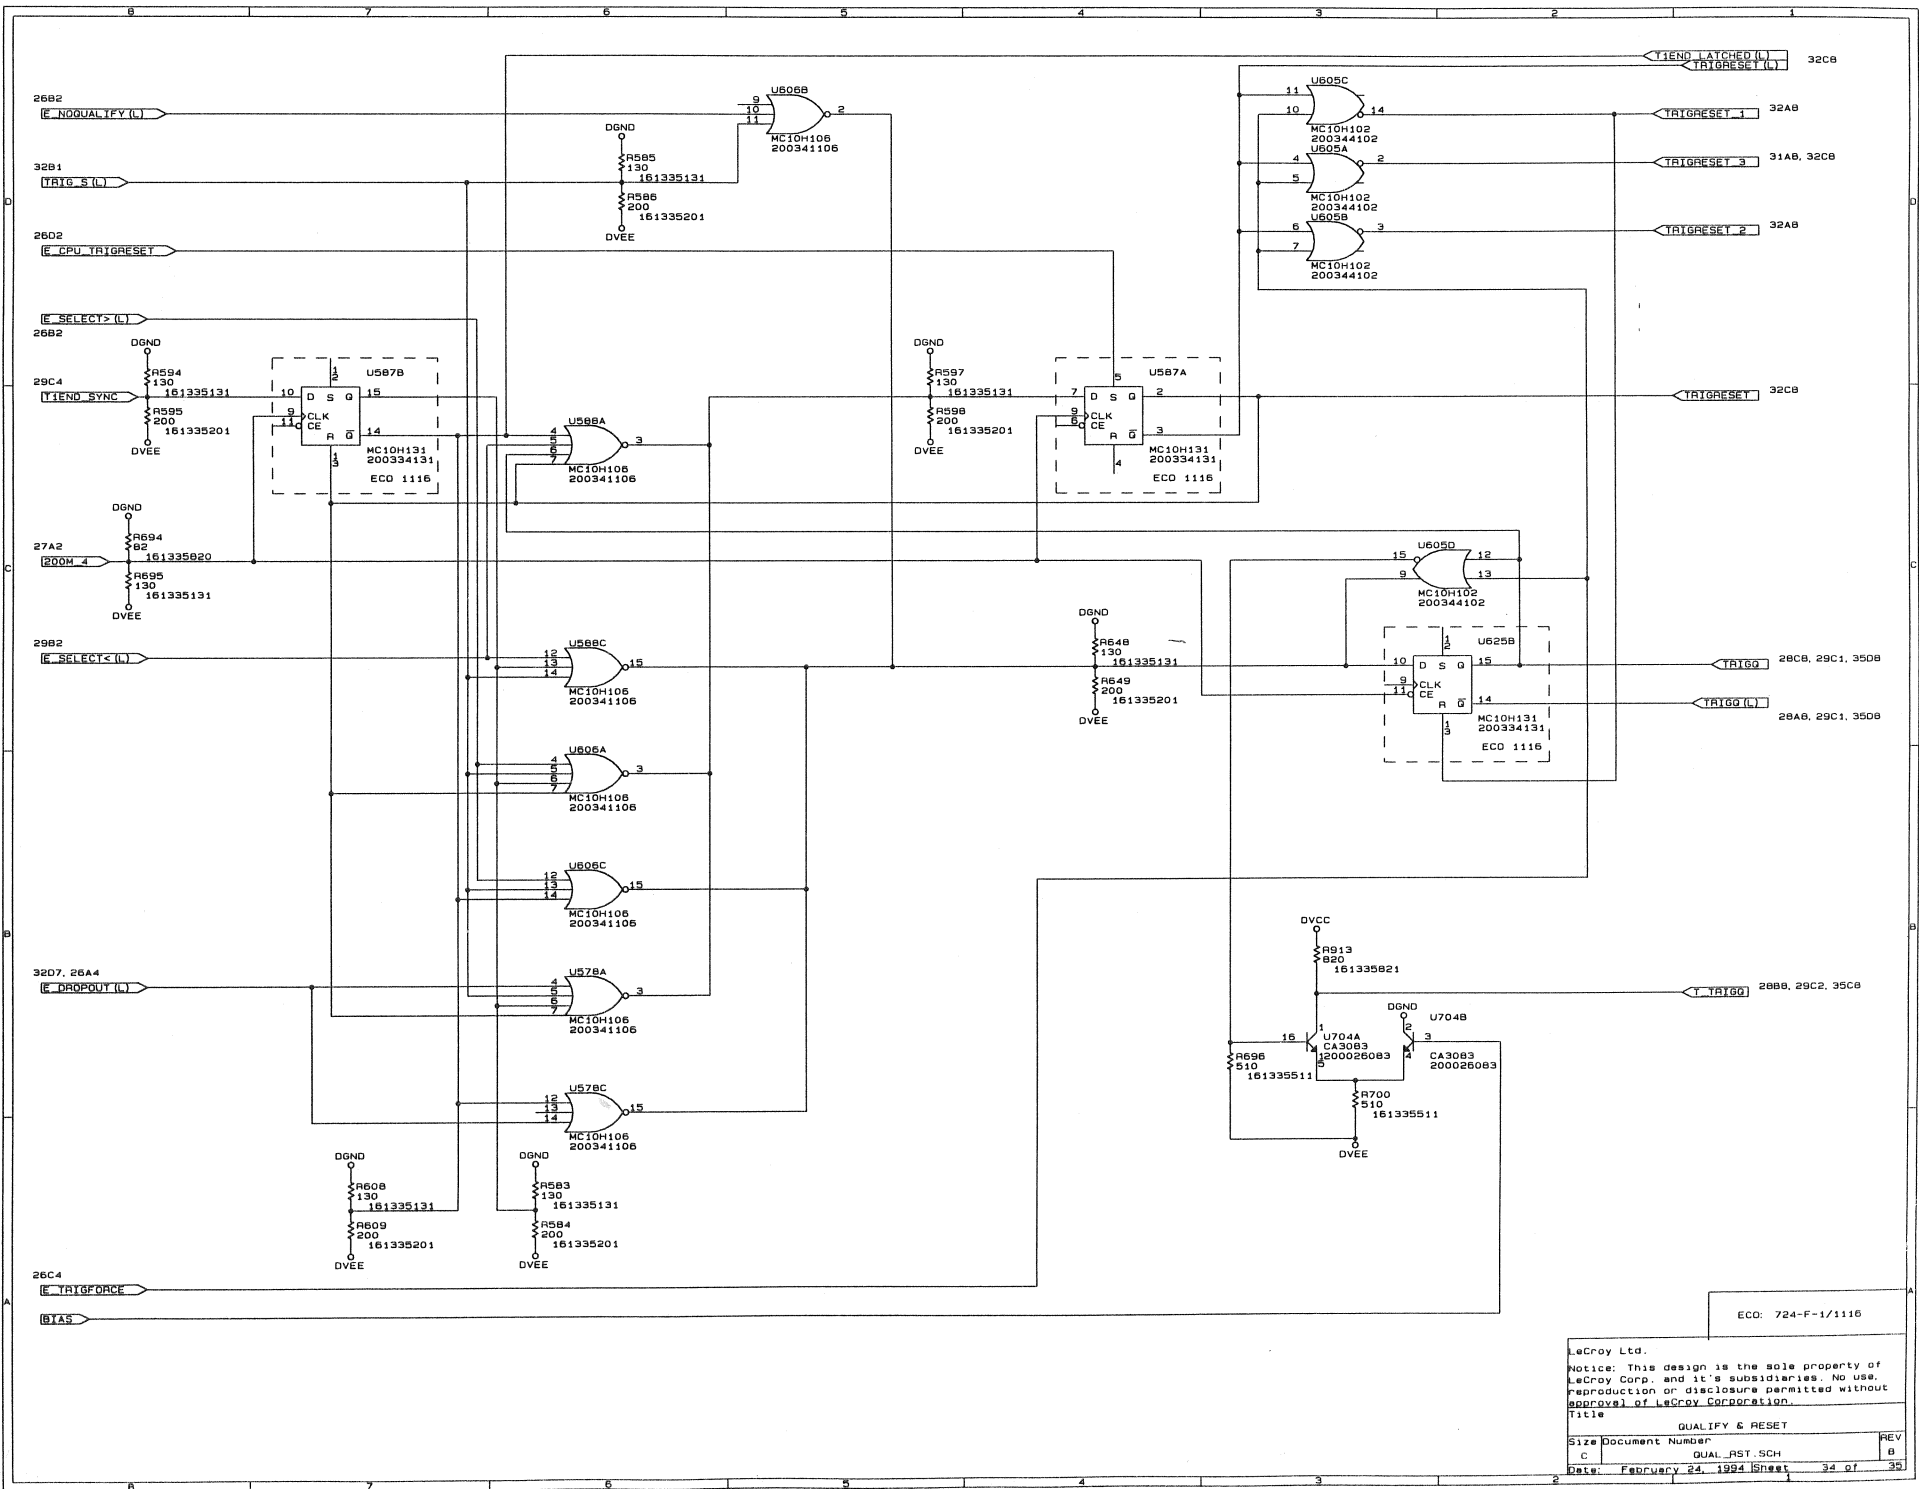 8 7 6 5 4 3 2 1
T1END_LATCHED(L)
TRIGRESET(L)
32C8
26B2
E_NOQUALIFY(L)
U606B
9
10
11
2
MC10H106
200341106
DGND
R585
130
161335131
R586
200
161335201
DVEE
32B1
TRIG_S(L)
U605C
11
10
14
MC10H102
200344102
TRIGRESET_1
32A8
U605A
4
5
2
MC10H102
200344102
TRIGRESET_3
31A8, 32C8
U605B
6
7
3
MC10H102
200344102
TRIGRESET_2
32A8
D
D
26D2
E_CPU_TRIGRESET
E_SELECT>(L)
26B2
DGND
R594
130
161335131
29C4
T1END_SYNC
R595
200
161335201
DVEE
U587B
12
10
D S Q
15
9
CLK
11
CE
R Q
14
13
MC10H131
200334131
ECO 1116
U588A
4
5
6
7
3
MC10H106
200341106
DGND
R597
130
161335131
R598
200
161335201
DVEE
U587A
5
7
D S Q
2
9
CLK
6
CE
R Q
3
4
MC10H131
200334131
ECO 1116
TRIGRESET
32C8
DGND
R694
82
161335820
27A2
200M_4
R695
130
161335131
DVEE
C
C
U605D
15
9
12
13
MC10H102
200344102
29B2
E_SELECT<(L)
U588C
12
13
14
15
MC10H106
200341106
DGND
R648
130
161335131
R649
200
161335201
DVEE
U625B
12
10
D S Q
15
9
CLK
11
CE
R Q
14
13
MC10H131
200334131
ECO 1116
TRIGQ
28C8, 29C1, 35D8
TRIGQ(L)
28A8, 29C1, 35D8
U606A
4
5
6
7
3
MC10H106
200341106
U606C
12
13
14
15
MC10H106
200341106
B
B
32D7, 26A4
E_DROPOUT(L)
U578A
4
5
6
7
3
MC10H106
200341106
U578C
12
13
14
15
MC10H106
200341106
DVCC
R913
820
161335821
T_TRIGQ
28B8, 29C2, 35C8
DGND
U704B
2
3
4
CA3083
200026083
16
1
U704A
CA3083
200026083
15
R696
510
161335511
R700
510
161335511
DVEE
DGND
R608
130
161335131
R609
200
161335201
DVEE
DGND
R583
130
161335131
R584
200
161335201
DVEE
26C4
E_TRIGFORCE
BIAS
A
A
ECO: 724-F-1/1116
LeCroy Ltd.
Notice: This design is the sole property of
LeCroy Corp. and it's subsidiaries. No use,
reproduction or disclosure permitted without
approval of LeCroy Corporation.
Title
QUALIFY & RESET
Size Document Number REV
C QUAL_RST.SCH B
Date: February 24, 1994 Sheet 34 of 35
8 7 6 5 4 3 2 1